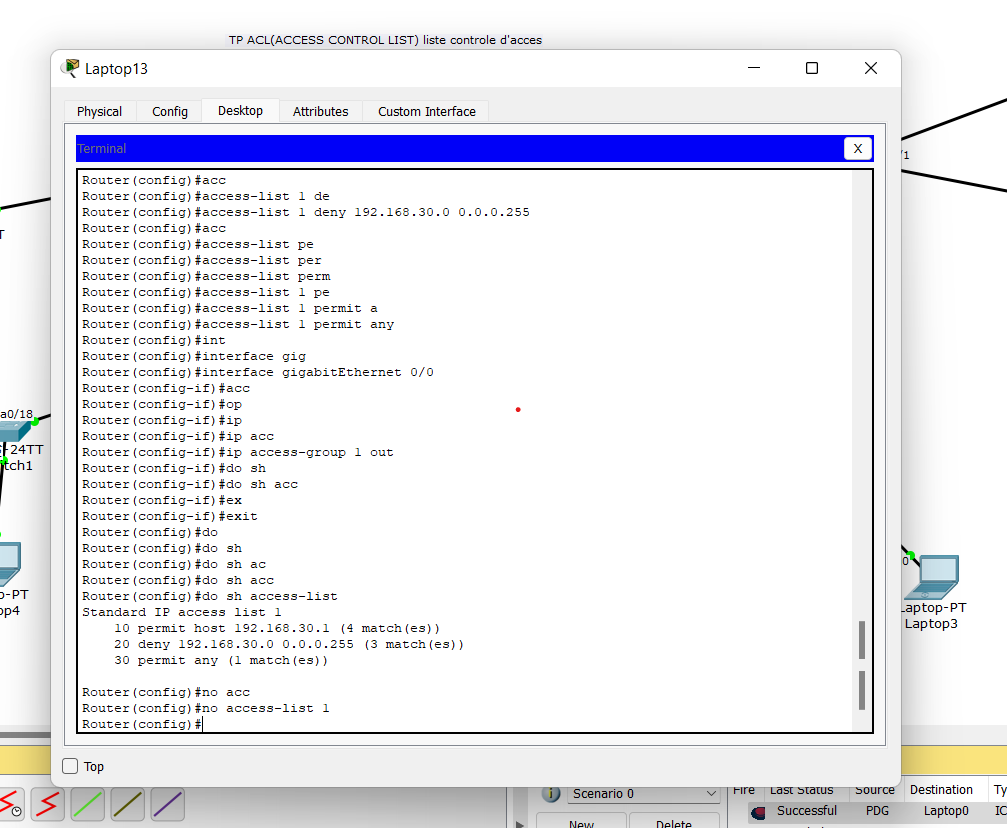 TP ACL(ACCESS CONTROL LIST) liste controle d'acces
Laptop13
Physical Config Desktop Attributes Custom Interface
Terminal X
Router(config)#acc
Router(config)#access-list 1 de
Router(config)#access-list 1 deny 192.168.30.0 0.0.0.255
Router(config)#acc
Router(config)#access-list pe
Router(config)#access-list per
Router(config)#access-list perm
Router(config)#access-list 1 pe
Router(config)#access-list 1 permit a
Router(config)#access-list 1 permit any
Router(config)#int
Router(config)#interface gig
Router(config)#interface gigabitEthernet 0/0
Router(config-if)#acc
Router(config-if)#op
Router(config-if)#ip
Router(config-if)#ip acc
Router(config-if)#ip access-group 1 out
Router(config-if)#do sh
Router(config-if)#do sh acc
Router(config-if)#ex
Router(config-if)#exit
Router(config)#do
Router(config)#do sh
Router(config)#do sh ac
Router(config)#do sh acc
Router(config)#do sh access-list
Standard IP access list 1
10 permit host 192.168.30.1 (4 match(es))
20 deny 192.168.30.0 0.0.0.255 (3 match(es))
30 permit any (1 match(es))
Router(config)#no acc
Router(config)#no access-list 1
Router(config)#
Top
/1
T
a0/18
-24TT
tch1
-PT
op4
0
Laptop-PT
Laptop3
Scenario 0
New Delete
Fire Last Status Source Destination Ty
Successful PDG Laptop0 IC